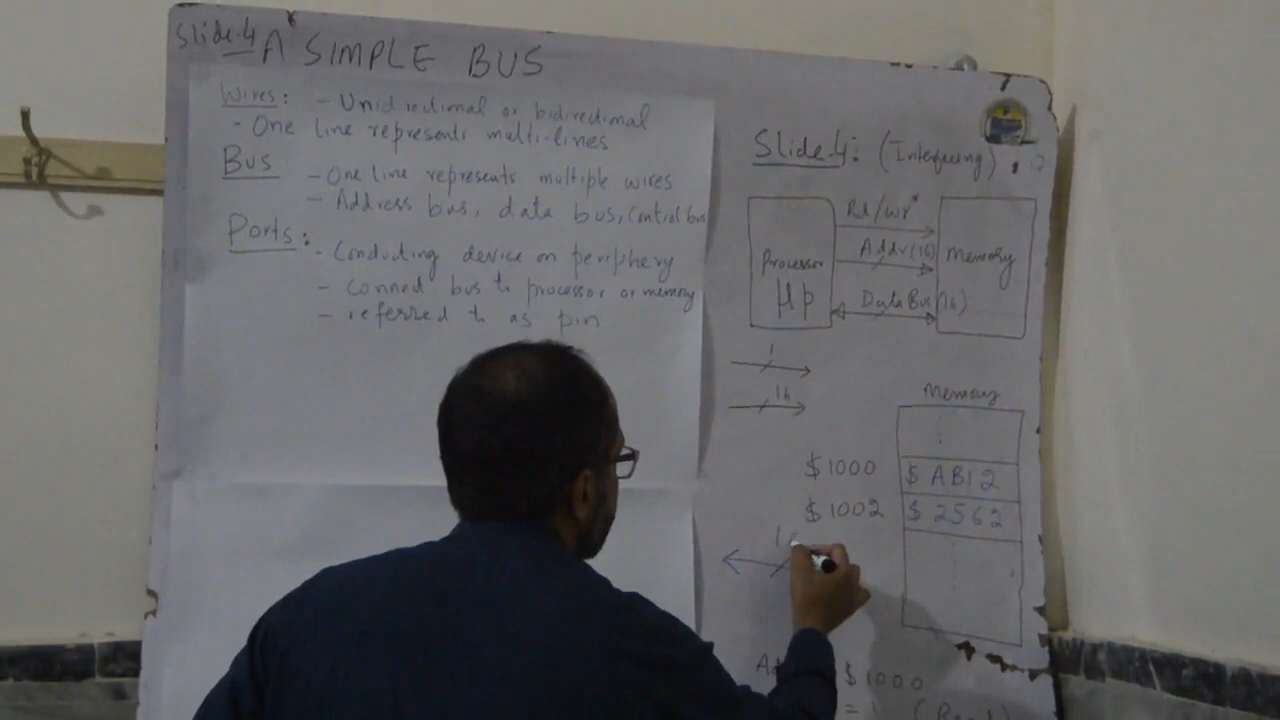 Slide-4 A SIMPLE BUS
Wires: - Unidirectional or bidirectional
- One line represents multi-lines
Bus - One line represents multiple wires
- Address bus, data bus, control bus
Ports: - Conducting device on periphery
- connect bus to processor or memory
- referred to as pin
Slide-4: (Interfacing)
Rd/wr*
Processor Addr(16) Memory
μp Data Bus(16)
1
16
Memory
$1000 $ AB12
$1002 $ 2562
$1000
= 1 (Read)